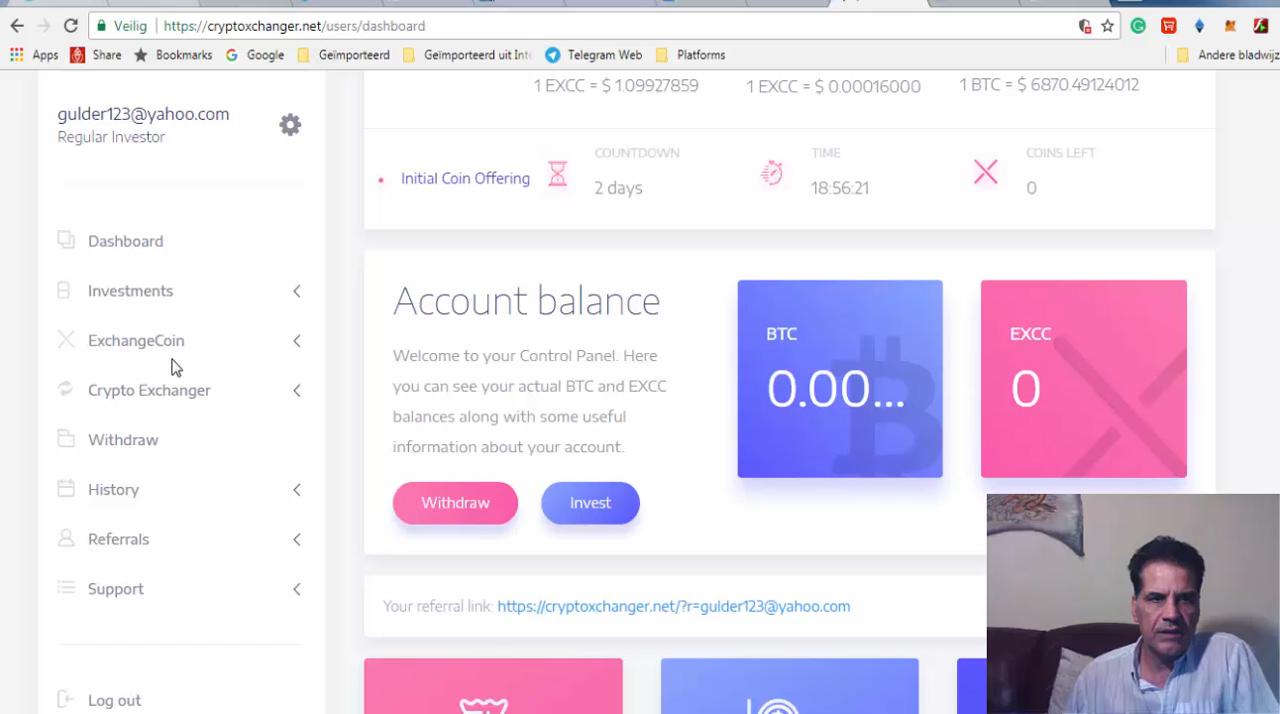 Veilig https://cryptoxchanger.net/users/dashboard
Apps Share Bookmarks Google Geïmporteerd Geïmporteerd uit Int Telegram Web Platforms Andere bladwijz
gulder123@yahoo.com
Regular Investor
Dashboard
Investments
ExchangeCoin
Crypto Exchanger
Withdraw
History
Referrals
Support
Log out
1 EXCC = $ 1.09927859 1 EXCC = $ 0.00016000 1 BTC = $ 6870.49124012
Initial Coin Offering
COUNTDOWN
2 days
TIME
18:56:21
COINS LEFT
0
Account balance
Welcome to your Control Panel. Here
you can see your actual BTC and EXCC
balances along with some useful
information about your account.
Withdraw Invest
BTC
0.00...
EXCC
0
Your referral link: https://cryptoxchanger.net/?r=gulder123@yahoo.com